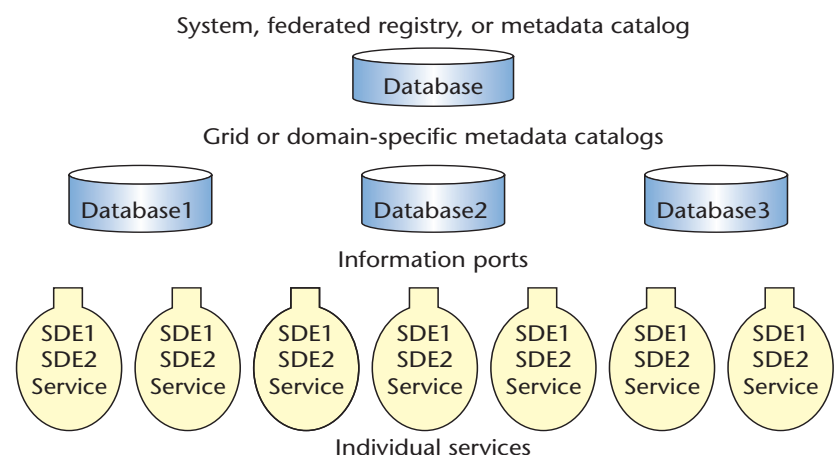 System, federated registry, or metadata catalog
Database
Grid or domain-specific metadata catalogs
Database1 Database2 Database3
Information ports
SDE1 SDE1 SDE1 SDE1 SDE1 SDE1 SDE1
SDE2 SDE2 SDE2 SDE2 SDE2 SDE2 SDE2
Service Service Service Service Service Service Service
Individual services